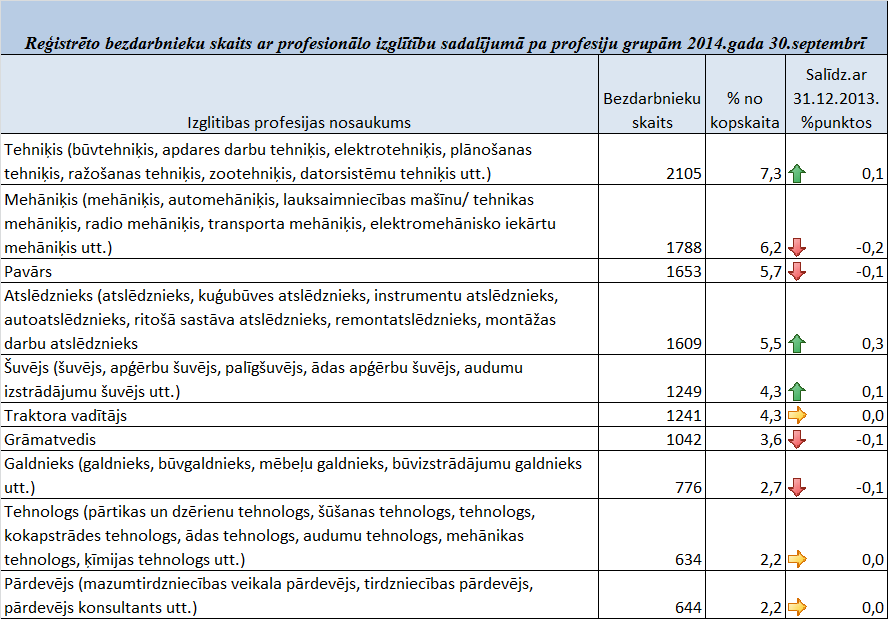 Reģistrēto bezdarbnieku skaits ar profesionālo izglītību sadalījumā pa profesiju grupām 2014.gada 30.septembrī
Izglitibas profesijas nosaukums
Bezdarbnieku
skaits
% no
kopskaita
Salīdz.ar
31.12.2013.
%punktos
Tehniķis (būvtehniķis, apdares darbu tehniķis, elektrotehniķis, plānošanas
tehniķis, ražošanas tehniķis, zootehniķis, datorsistēmu tehniķis utt.) 2105 7,3 0,1
Mehāniķis (mehāniķis, automehāniķis, lauksaimniecības mašīnu/ tehnikas
mehāniķis, radio mehāniķis, transporta mehāniķis, elektromehānisko iekārtu
mehāniķis utt.) 1788 6,2 -0,2
Pavārs 1653 5,7 -0,1
Atslēdznieks (atslēdznieks, kuģubūves atslēdznieks, instrumentu atslēdznieks,
autoatslēdznieks, ritošā sastāva atslēdznieks, remontatslēdznieks, montāžas
darbu atslēdznieks 1609 5,5 0,3
Šuvējs (šuvējs, apģērbu šuvējs, palīgšuvējs, ādas apģērbu šuvējs, audumu
izstrādājumu šuvējs utt.) 1249 4,3 0,1
Traktora vadītājs 1241 4,3 0,0
Grāmatvedis 1042 3,6 -0,1
Galdnieks (galdnieks, būvgaldnieks, mēbeļu galdnieks, būvizstrādājumu galdnieks
utt.) 776 2,7 -0,1
Tehnologs (pārtikas un dzērienu tehnologs, šūšanas tehnologs, tehnologs,
kokapstrādes tehnologs, ādas tehnologs, audumu tehnologs, mehānikas
tehnologs, ķīmijas tehnologs utt.) 634 2,2 0,0
Pārdevējs (mazumtirdzniecības veikala pārdevējs, tirdzniecības pārdevējs,
pārdevējs konsultants utt.) 644 2,2 0,0